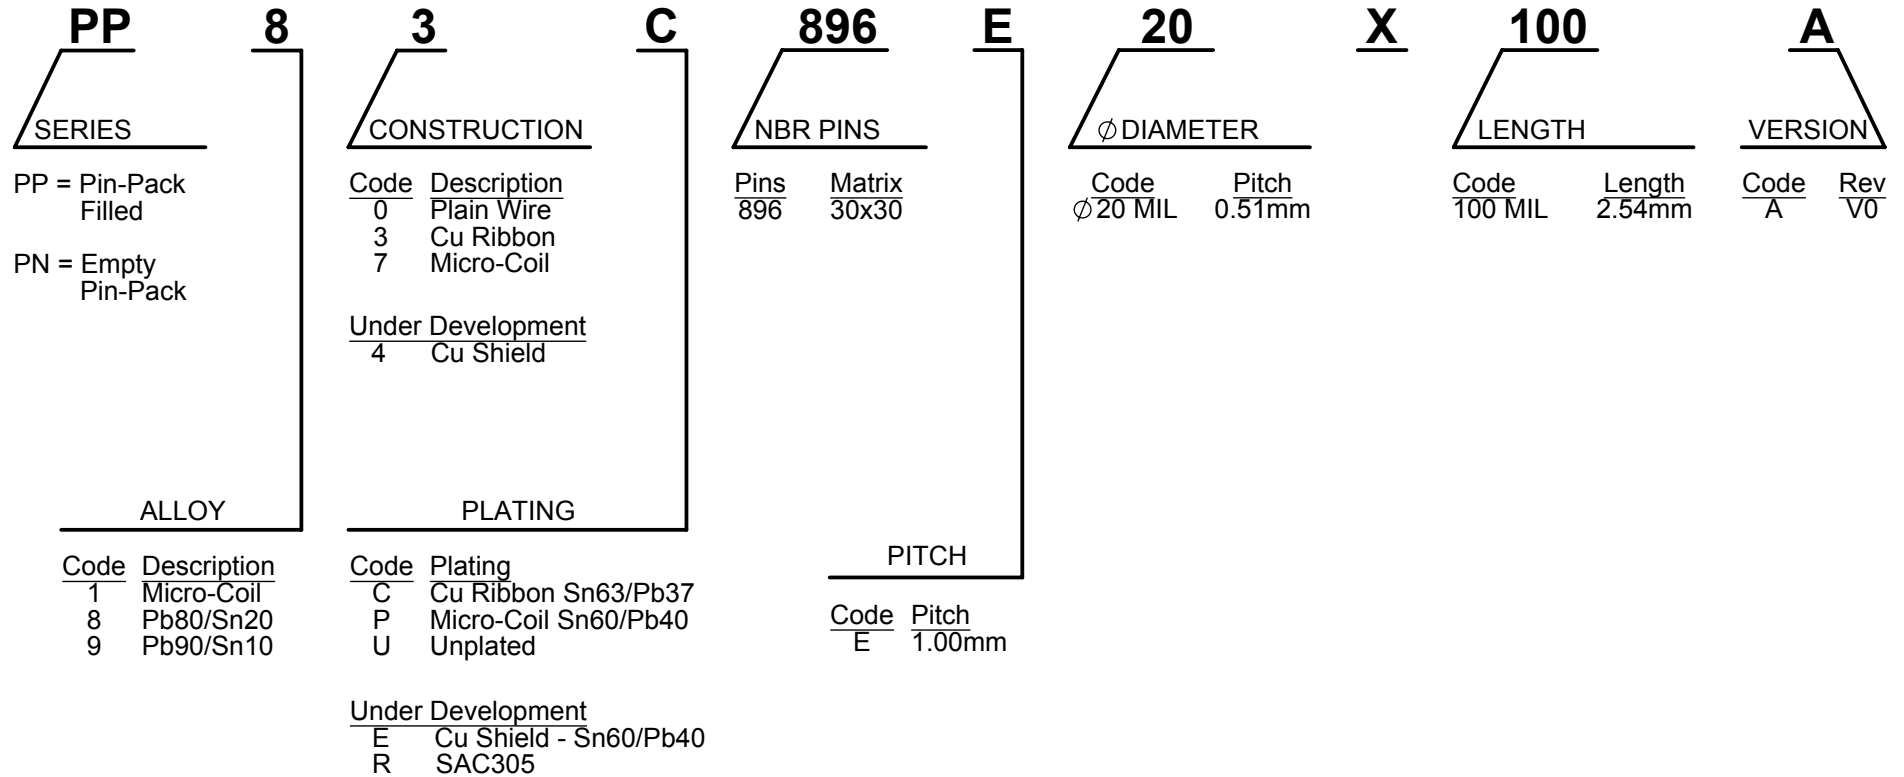 PP 8 3 C 896 E 20 X 100 A
SERIES
PP = Pin-Pack
Filled
PN = Empty
Pin-Pack
ALLOY
Code Description
1 Micro-Coil
8 Pb80/Sn20
9 Pb90/Sn10
CONSTRUCTION
Code Description
0 Plain Wire
3 Cu Ribbon
7 Micro-Coil
Under Development
4 Cu Shield
PLATING
Code Plating
C Cu Ribbon Sn63/Pb37
P Micro-Coil Sn60/Pb40
U Unplated
Under Development
E Cu Shield - Sn60/Pb40
R SAC305
NBR PINS
Pins Matrix
896 30x30
PITCH
Code Pitch
E 1.00mm
∅ DIAMETER
Code Pitch
∅ 20 MIL 0.51mm
LENGTH
Code Length
100 MIL 2.54mm
VERSION
Code Rev
A V0